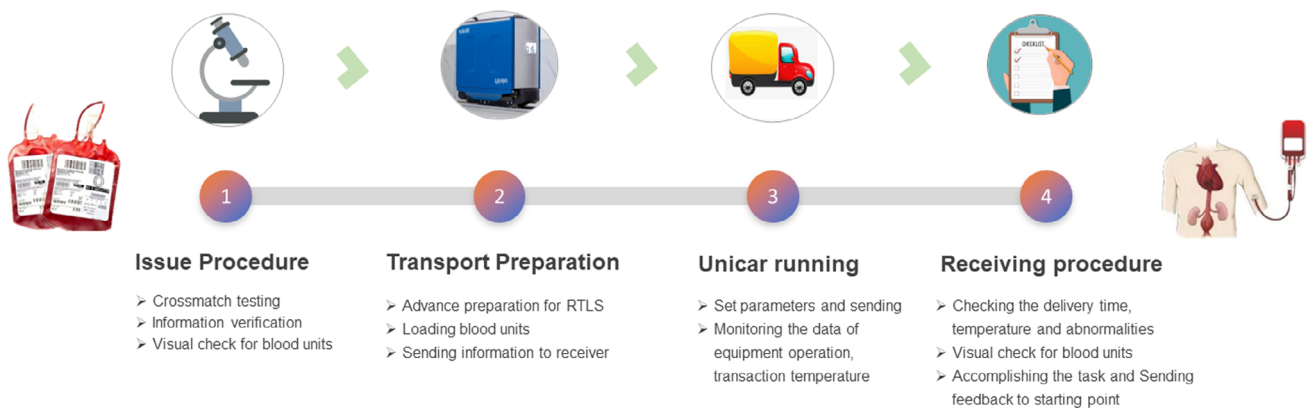 CHECKLIST
1
2
3
4
Issue Procedure
➢ Crossmatch testing
➢ Information verification
➢ Visual check for blood units
Transport Preparation
➢ Advance preparation for RTLS
➢ Loading blood units
➢ Sending information to receiver
Unicar running
➢ Set parameters and sending
➢ Monitoring the data of
equipment operation,
transaction temperature
Receiving procedure
➢ Checking the delivery time,
temperature and abnormalities
➢ Visual check for blood units
➢ Accomplishing the task and Sending
feedback to starting point